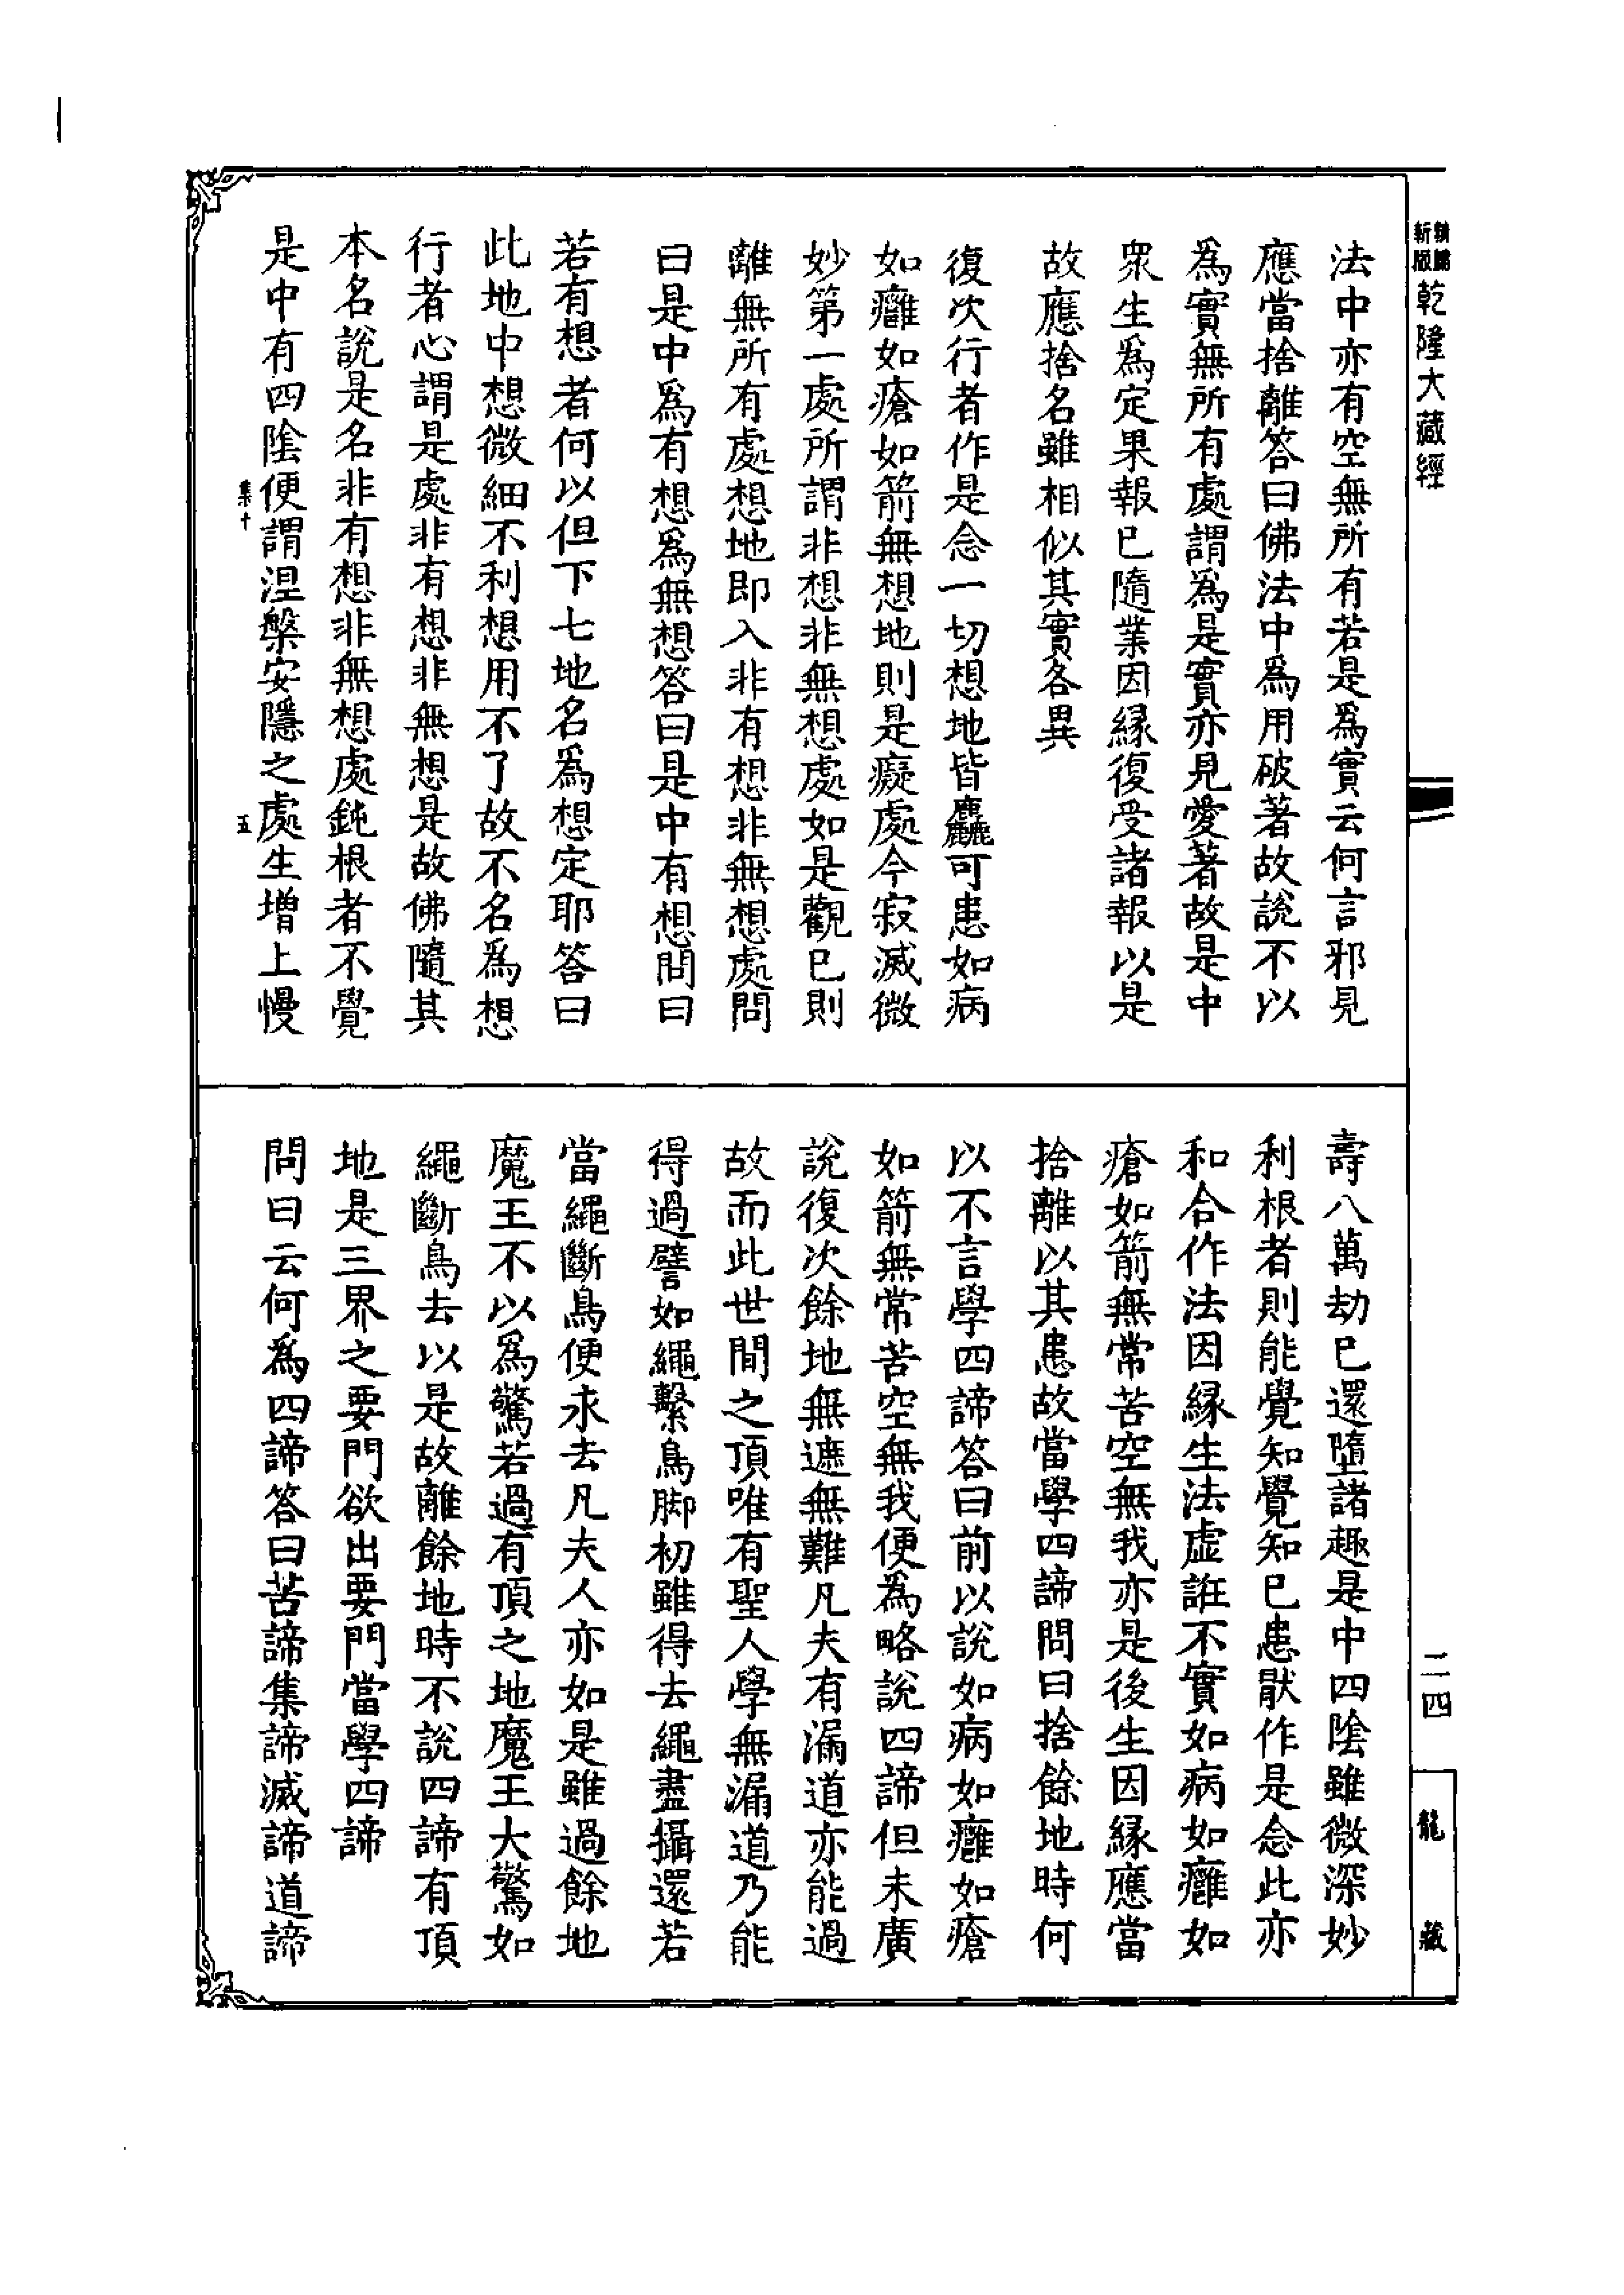 乾隆大藏經
法中亦有空無所有若是爲實云何言邪見
應當捨離答曰佛法中爲用破著故說不以
爲實無所有處謂爲是實亦見愛著故是中
衆生爲定果報已隨業因緣復受諸報以是
故應捨名雖相似其實各異
復次行者作是念一切想地皆麤可患如病
如癰如瘡如箭無想地則是癡處今寂滅微
妙第一處所謂非想非無想處如是觀已則
離無所有處想地即入非有想非無想處問
曰是中爲有想爲無想答曰是中有想問曰
若有想者何以但下七地名爲想定耶答曰
此地中想微細不利想用不了故不名爲想
行者心謂是處非有想非無想是故佛隨其
本名說是名非有想非無想處鈍根者不覺
是中有四陰便謂涅槃安隱之處生增上慢
集十
五
壽八萬劫已還墮諸趣是中四陰雖微深妙
利根者則能覺知覺知已患厭作是念此亦
和合作法因緣生法虛誑不實如病如癰如
瘡如箭無常苦空無我亦是後生因緣應當
捨離以其患故當學四諦問曰捨餘地時何
以不言學四諦答曰前以說如病如癰如瘡
如箭無常苦空無我便爲略說四諦但未廣
說復次餘地無遮無難凡夫有漏道亦能過
故而此世間之頂唯有聖人學無漏道乃能
得過譬如繩繫鳥脚初雖得去繩盡攝還若
當繩斷鳥便永去凡夫人亦如是雖過餘地
魔王不以爲驚若過有頂之地魔王大驚如
繩斷鳥去以是故離餘地時不說四諦有頂
地是三界之要門欲出要門當學四諦
問曰云何爲四諦答曰苦諦集諦滅諦道諦
二四
龍藏